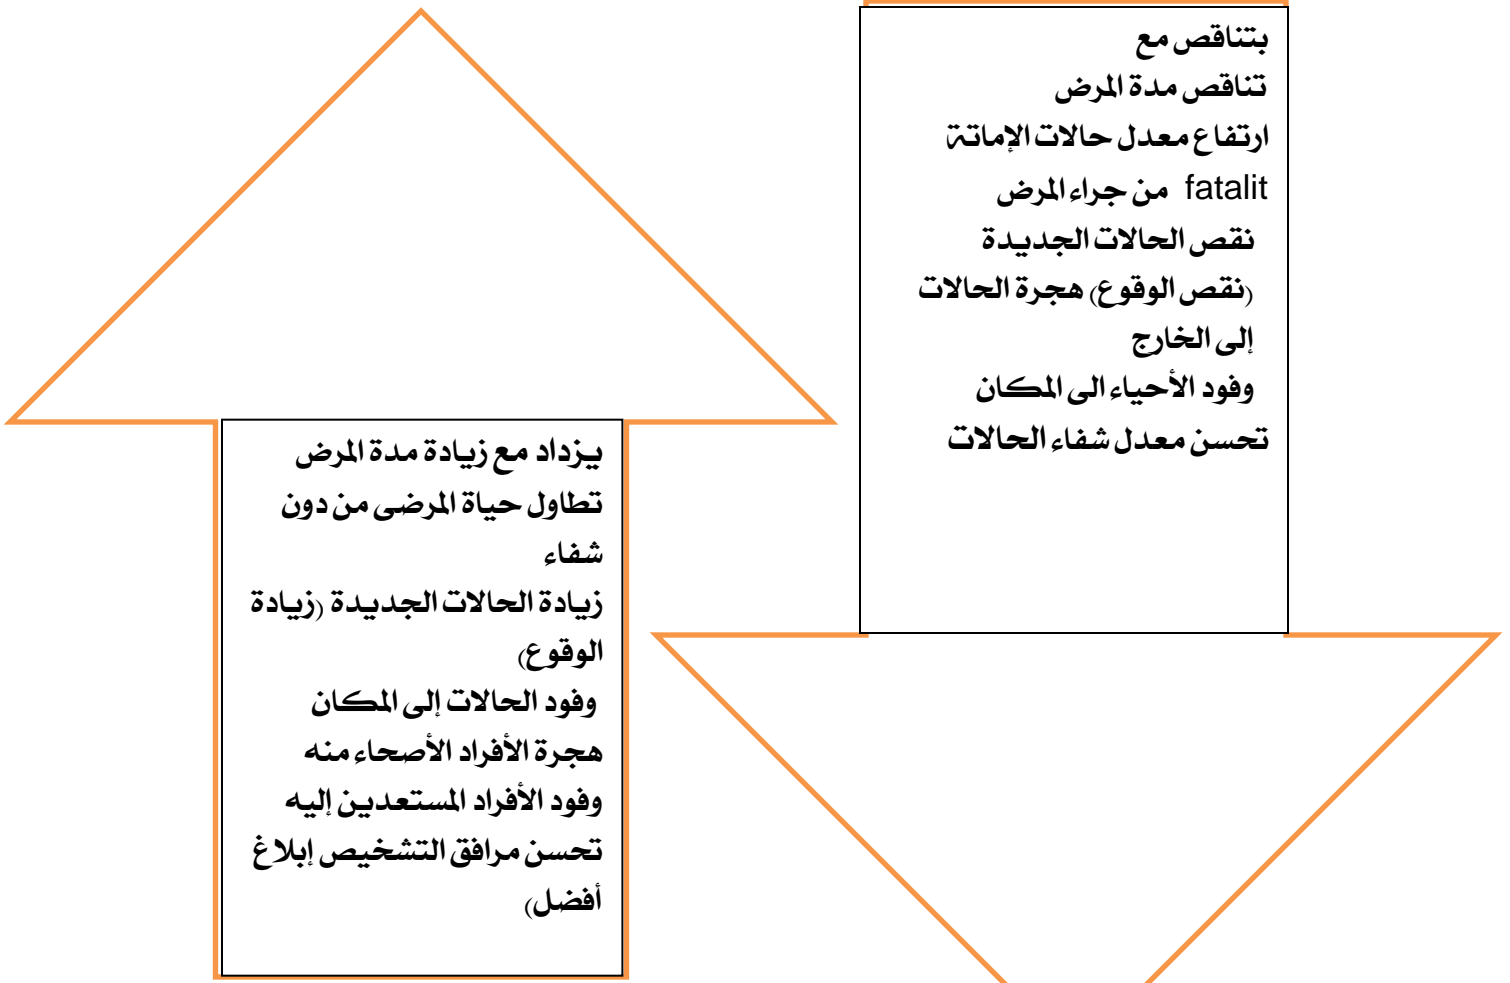 بتناقص مع
تناقص مدة المرض
ارتفاع معدل حالات الإماتة
fatalit من جراء المرض
نقص الحالات الجديدة
(نقص الوقوع) هجرة الحالات
إلى الخارج
وفود الأحياء الى المكان
تحسن معدل شفاء الحالات
يزداد مع زيادة مدة المرض
تطاول حياة المرضى من دون
شفاء
زيادة الحالات الجديدة (زيادة
الوقوع)
وفود الحالات إلى المكان
هجرة الأفراد الأصحاء منه
وفود الأفراد المستعدين إليه
تحسن مرافق التشخيص إبلاغ
أفضل)